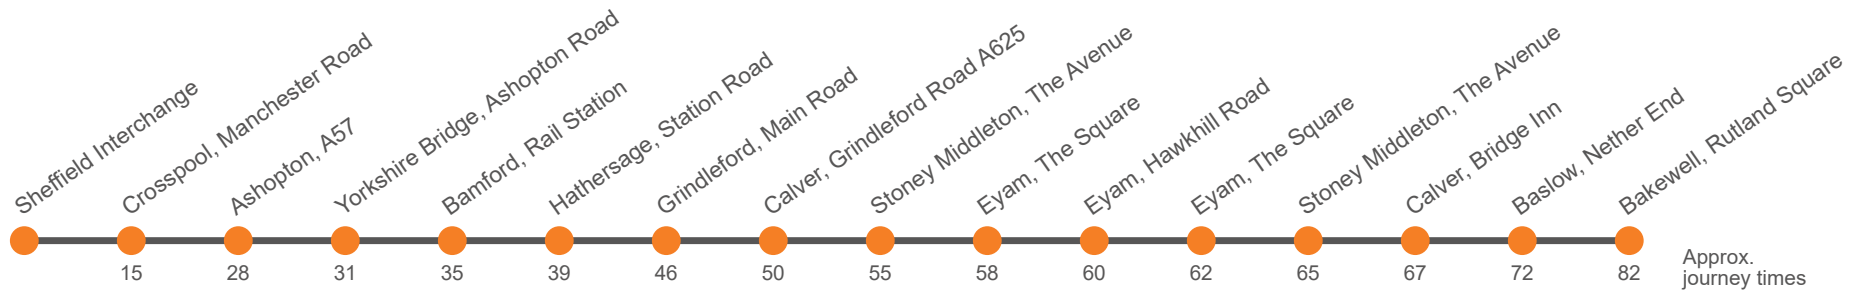 Sheffield Interchange
Crosspool, Manchester Road
Ashopton, A57
Yorkshire Bridge, Ashopton Road
Bamford, Rail Station
Hathersage, Station Road
Grindleford, Main Road
Calver, Grindleford Road A625
Stoney Middleton, The Avenue
Eyam, The Square
Eyam, Hawkhill Road
Eyam, The Square
Stoney Middleton, The Avenue
Calver, Bridge Inn
Baslow, Nether End
Bakewell, Rutland Square
15 28 31 35 39 46 50 55 58 60 62 65 67 72 82
Approx.
journey times